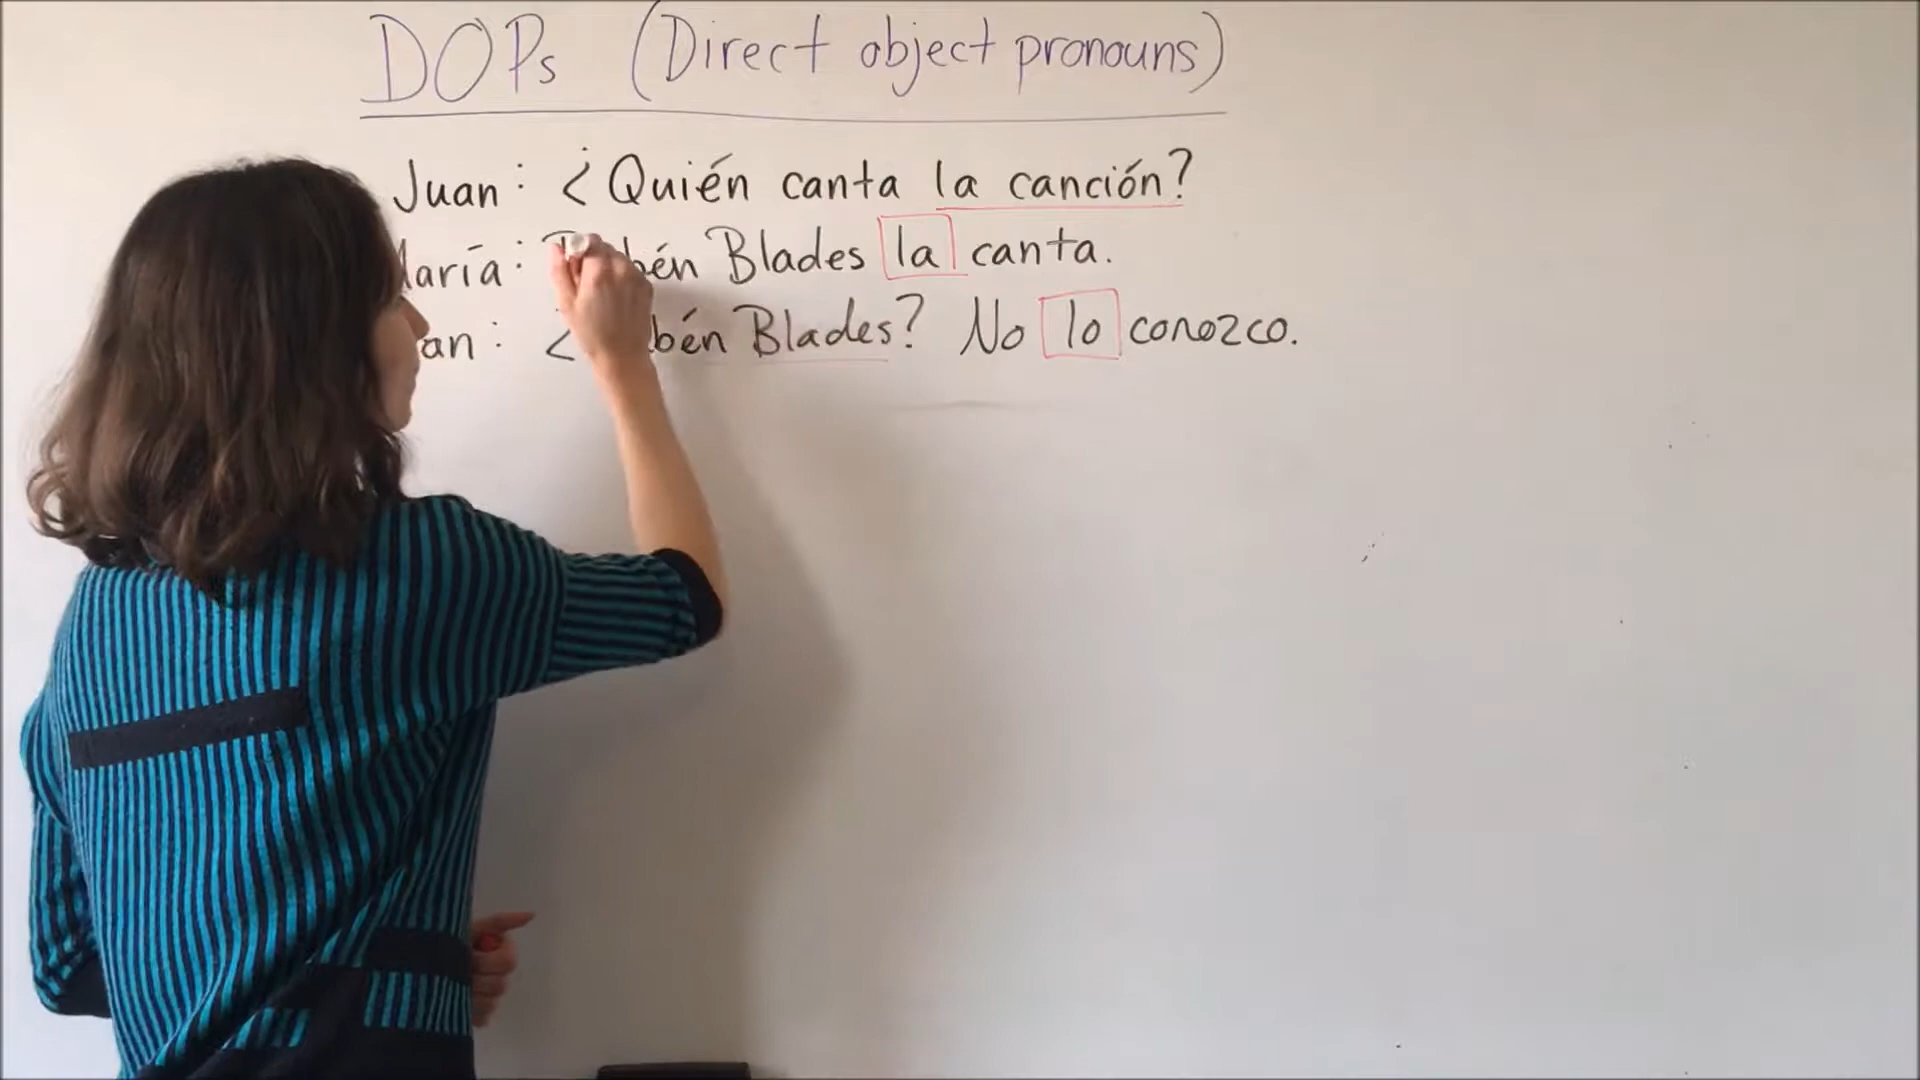 DOPs (Direct object pronouns)
Juan: ¿Quién canta la canción?
María: Rubén Blades la canta.
Juan: ¿Rubén Blades? No lo conozco.